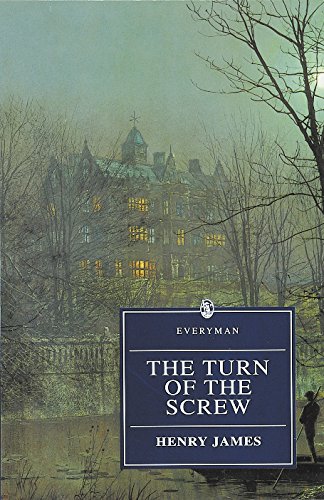 EVERYMAN
THE TURN
OF THE
SCREW
HENRY JAMES